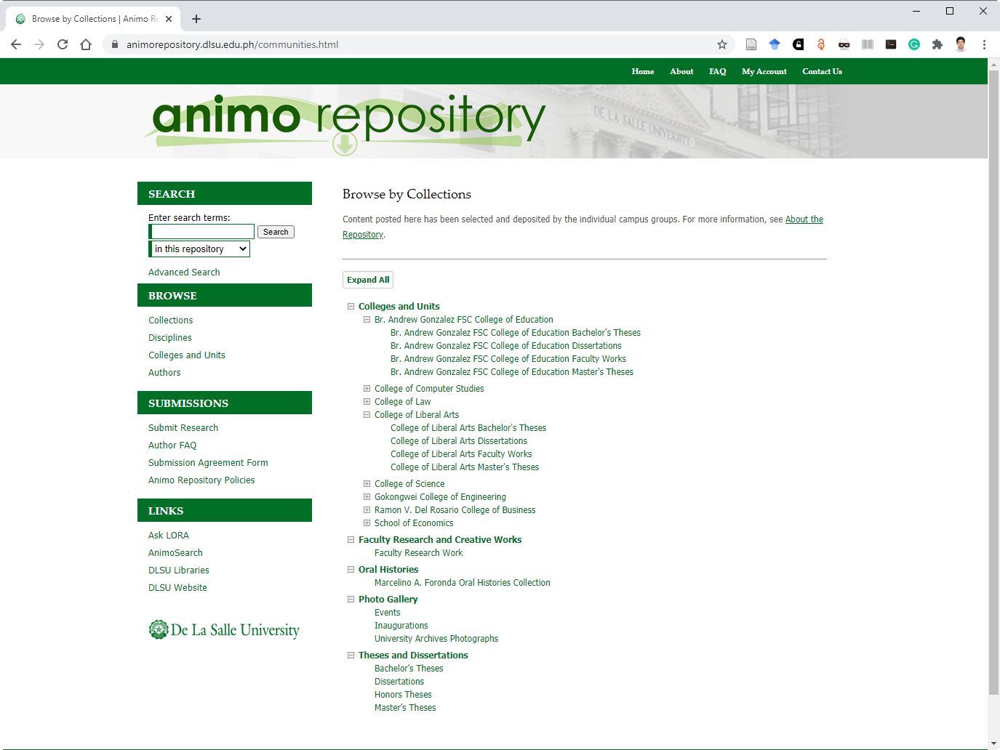 Browse by Collections | Animo Re
animorepository.dlsu.edu.ph/communities.html
Home About FAQ My Account Contact Us
animo repository
DE LA SALLE UNIVERSITY
SEARCH
Enter search terms:
Search
in this repository
Advanced Search
BROWSE
Collections
Disciplines
Colleges and Units
Authors
SUBMISSIONS
Submit Research
Author FAQ
Submission Agreement Form
Animo Repository Policies
LINKS
Ask LORA
AnimoSearch
DLSU Libraries
DLSU Website
De La Salle University
Browse by Collections
Content posted here has been selected and deposited by the individual campus groups. For more information, see About the
Repository.
Expand All
Colleges and Units
Br. Andrew Gonzalez FSC College of Education
Br. Andrew Gonzalez FSC College of Education Bachelor's Theses
Br. Andrew Gonzalez FSC College of Education Dissertations
Br. Andrew Gonzalez FSC College of Education Faculty Works
Br. Andrew Gonzalez FSC College of Education Master's Theses
College of Computer Studies
College of Law
College of Liberal Arts
College of Liberal Arts Bachelor's Theses
College of Liberal Arts Dissertations
College of Liberal Arts Faculty Works
College of Liberal Arts Master's Theses
College of Science
Gokongwei College of Engineering
Ramon V. Del Rosario College of Business
School of Economics
Faculty Research and Creative Works
Faculty Research Work
Oral Histories
Marcelino A. Foronda Oral Histories Collection
Photo Gallery
Events
Inaugurations
University Archives Photographs
Theses and Dissertations
Bachelor's Theses
Dissertations
Honors Theses
Master's Theses